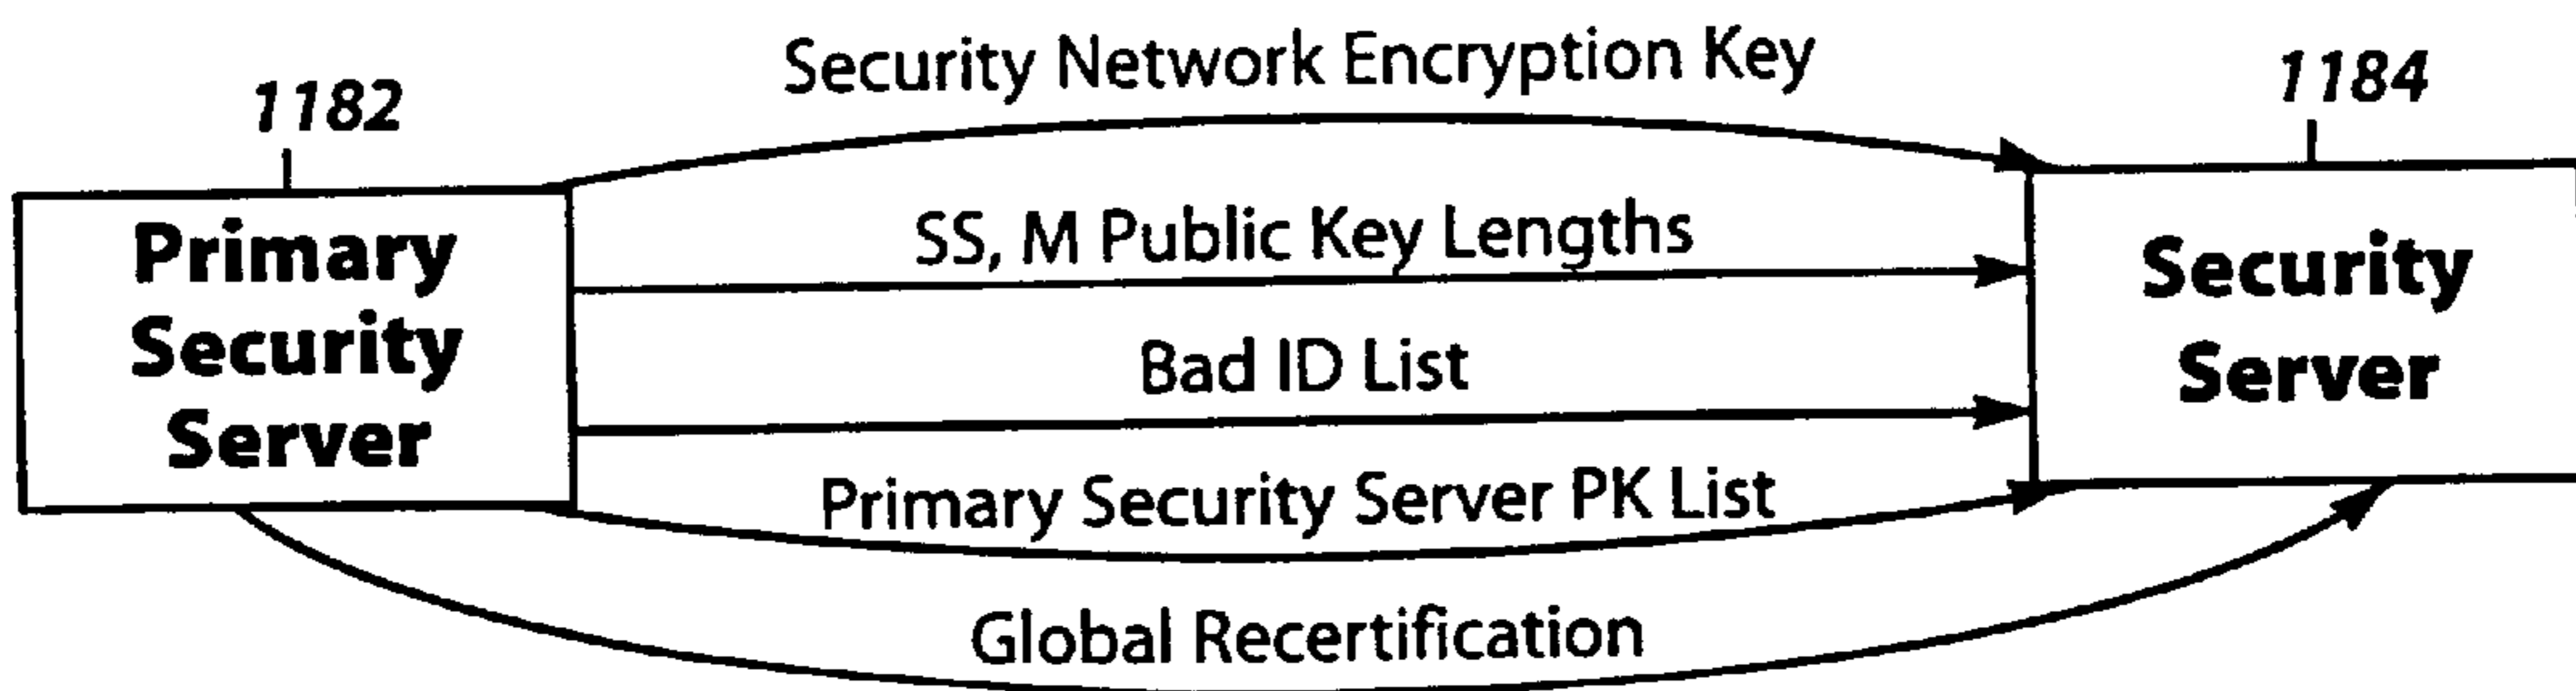 Security Network Encryption Key
1182
1184
SS, M Public Key Lengths
Primary
Security
Server
Security
Server
Bad ID List
Primary Security Server PK List
Global Recertification